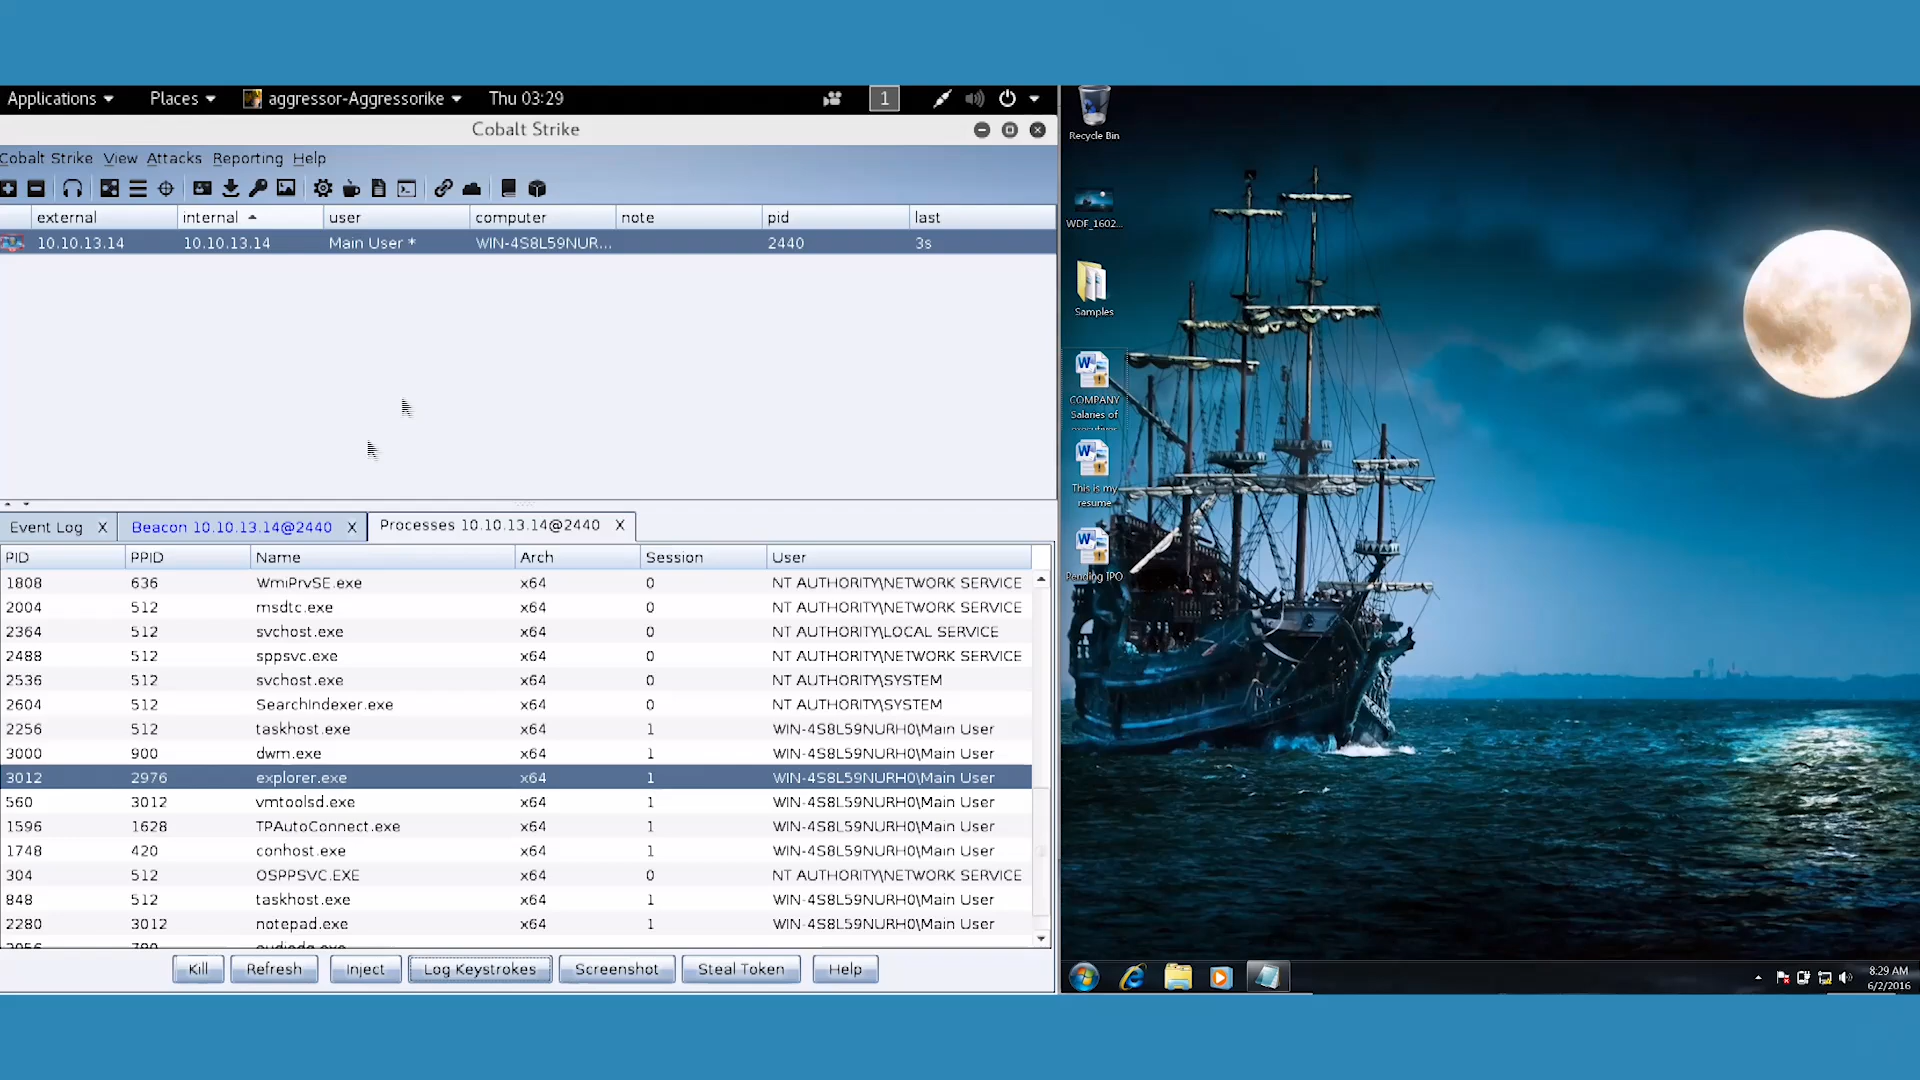 Applications Places aggressor-Aggressorike Thu 03:29 1
Cobalt Strike
Cobalt Strike View Attacks Reporting Help
external internal user computer note pid last
10.10.13.14 10.10.13.14 Main User * WIN-4S8L59NUR... 2440 3s
Event Log X Beacon 10.10.13.14@2440 X Processes 10.10.13.14@2440 X
PID PPID Name Arch Session User
1808 636 WmiPrvSE.exe x64 0 NT AUTHORITY\NETWORK SERVICE
2004 512 msdtc.exe x64 0 NT AUTHORITY\NETWORK SERVICE
2364 512 svchost.exe x64 0 NT AUTHORITY\LOCAL SERVICE
2488 512 sppsvc.exe x64 0 NT AUTHORITY\NETWORK SERVICE
2536 512 svchost.exe x64 0 NT AUTHORITY\SYSTEM
2604 512 SearchIndexer.exe x64 0 NT AUTHORITY\SYSTEM
2256 512 taskhost.exe x64 1 WIN-4S8L59NURH0\Main User
3000 900 dwm.exe x64 1 WIN-4S8L59NURH0\Main User
3012 2976 explorer.exe x64 1 WIN-4S8L59NURH0\Main User
560 3012 vmtoolsd.exe x64 1 WIN-4S8L59NURH0\Main User
1596 1628 TPAutoConnect.exe x64 1 WIN-4S8L59NURH0\Main User
1748 420 conhost.exe x64 1 WIN-4S8L59NURH0\Main User
304 512 OSPPSVC.EXE x64 0 NT AUTHORITY\NETWORK SERVICE
848 512 taskhost.exe x64 1 WIN-4S8L59NURH0\Main User
2280 3012 notepad.exe x64 1 WIN-4S8L59NURH0\Main User
Kill Refresh Inject Log Keystrokes Screenshot Steal Token Help
Recycle Bin
WDF_1602...
Samples
COMPANY
Salaries of
executives
This is my
resume
Pending IPO
8:29 AM
6/2/2016